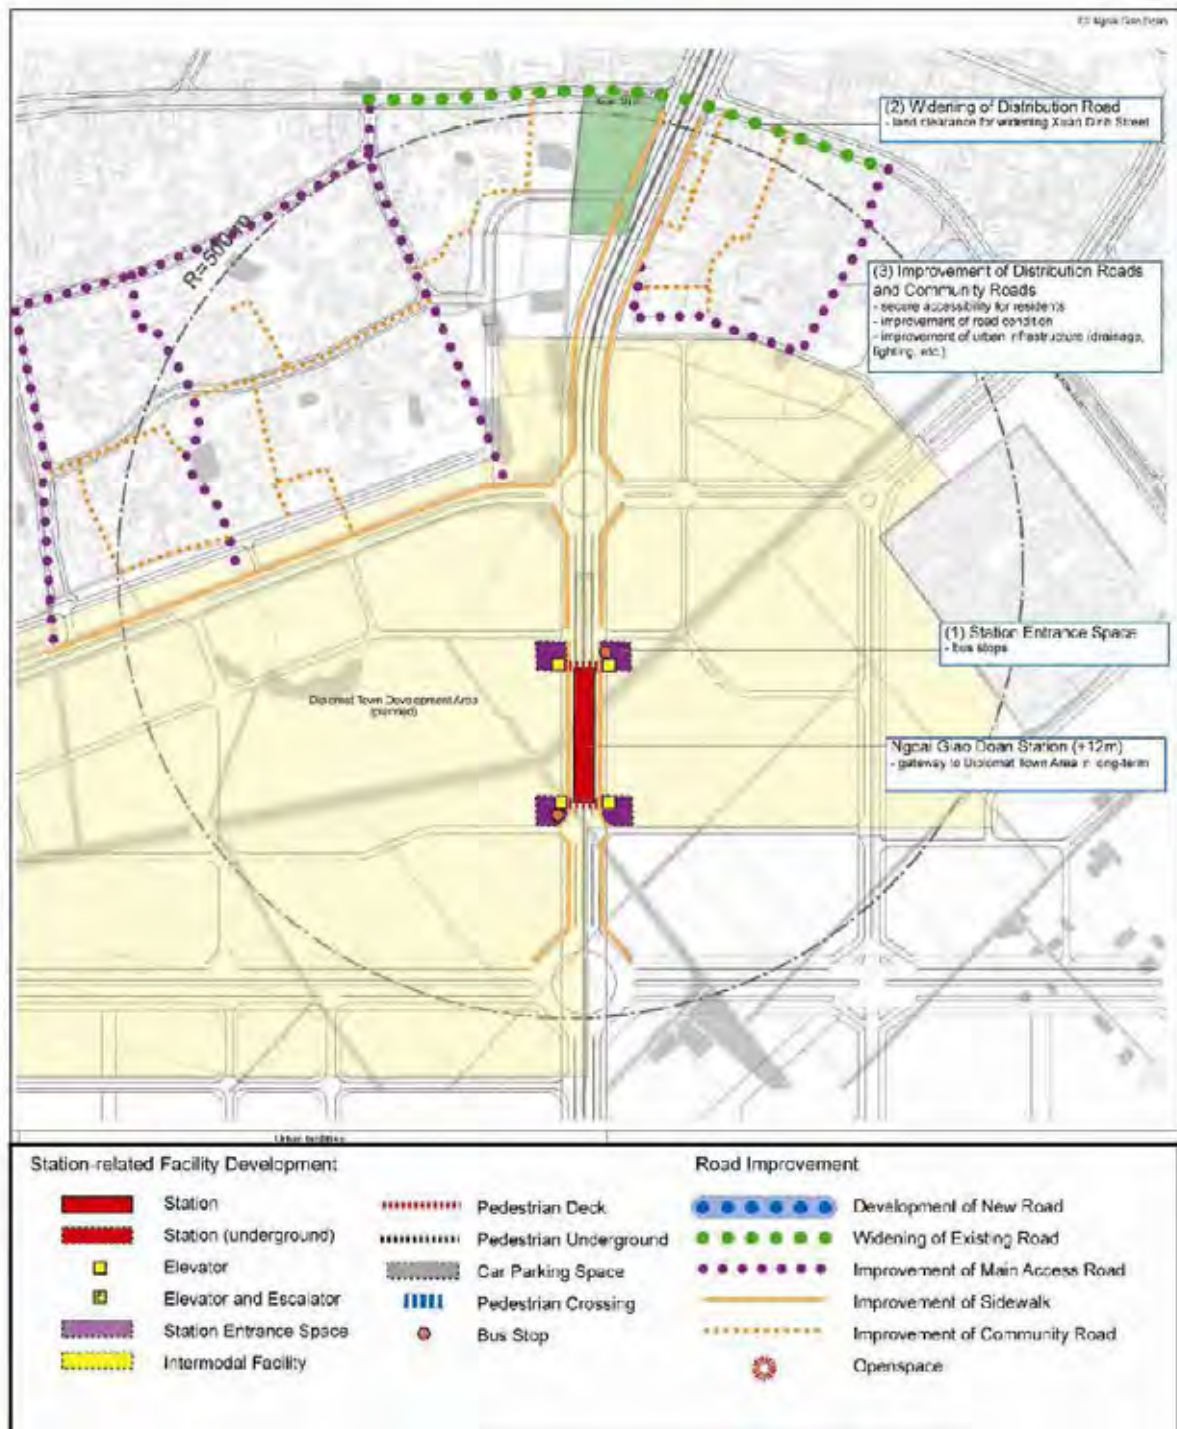 (2) Widening of Distribution Road
- land clearance for widening Xuan Dinh Street
R=500m
(3) Improvement of Distribution Roads
and Community Roads
- secure accessibility for residents
- improvement of road condition
- improvement of urban infrastructure (drainage,
lighting, etc.)
(1) Station Entrance Space
- bus stops
Diplomat Town Development Area
(planned)
Ngoai Giao Doan Station (+12m)
- gateway to Diplomat Town Area in long-term
Urban facilities
Station-related Facility Development
Station
Station (underground)
Elevator
Elevator and Escalator
Station Entrance Space
Intermodal Facility
Pedestrian Deck
Pedestrian Underground
Car Parking Space
Pedestrian Crossing
Bus Stop
Road Improvement
Development of New Road
Widening of Existing Road
Improvement of Main Access Road
Improvement of Sidewalk
Improvement of Community Road
Openspace